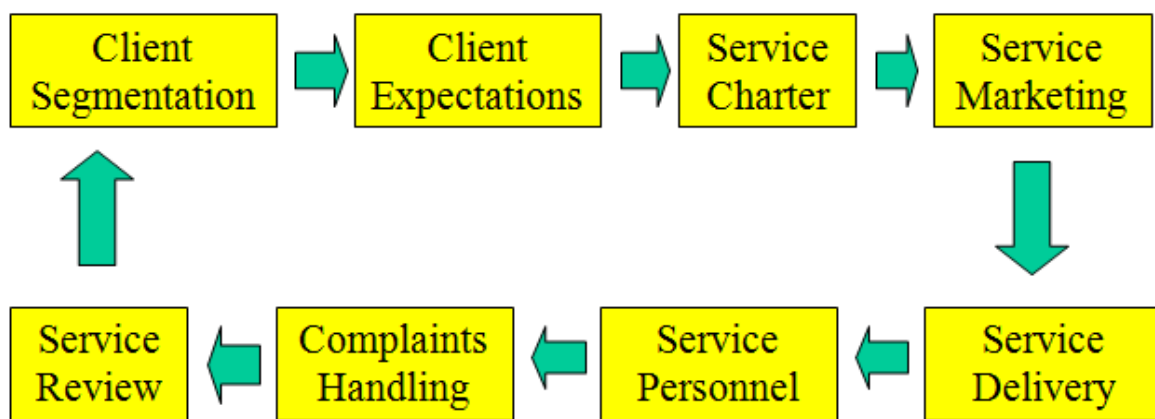 Client
Segmentation
Client
Expectations
Service
Charter
Service
Marketing
Service
Review
Complaints
Handling
Service
Personnel
Service
Delivery